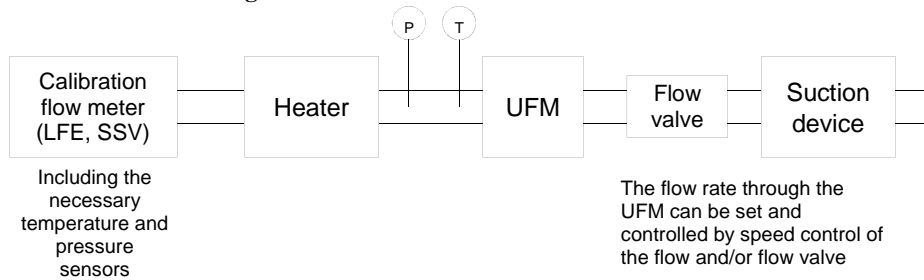 P T
Calibration
flow meter
(LFE, SSV)
Heater
UFM
Flow
valve
Suction
device
Including the
necessary
temperature and
pressure
sensors
The flow rate through the
UFM can be set and
controlled by speed control of
the flow and/or flow valve